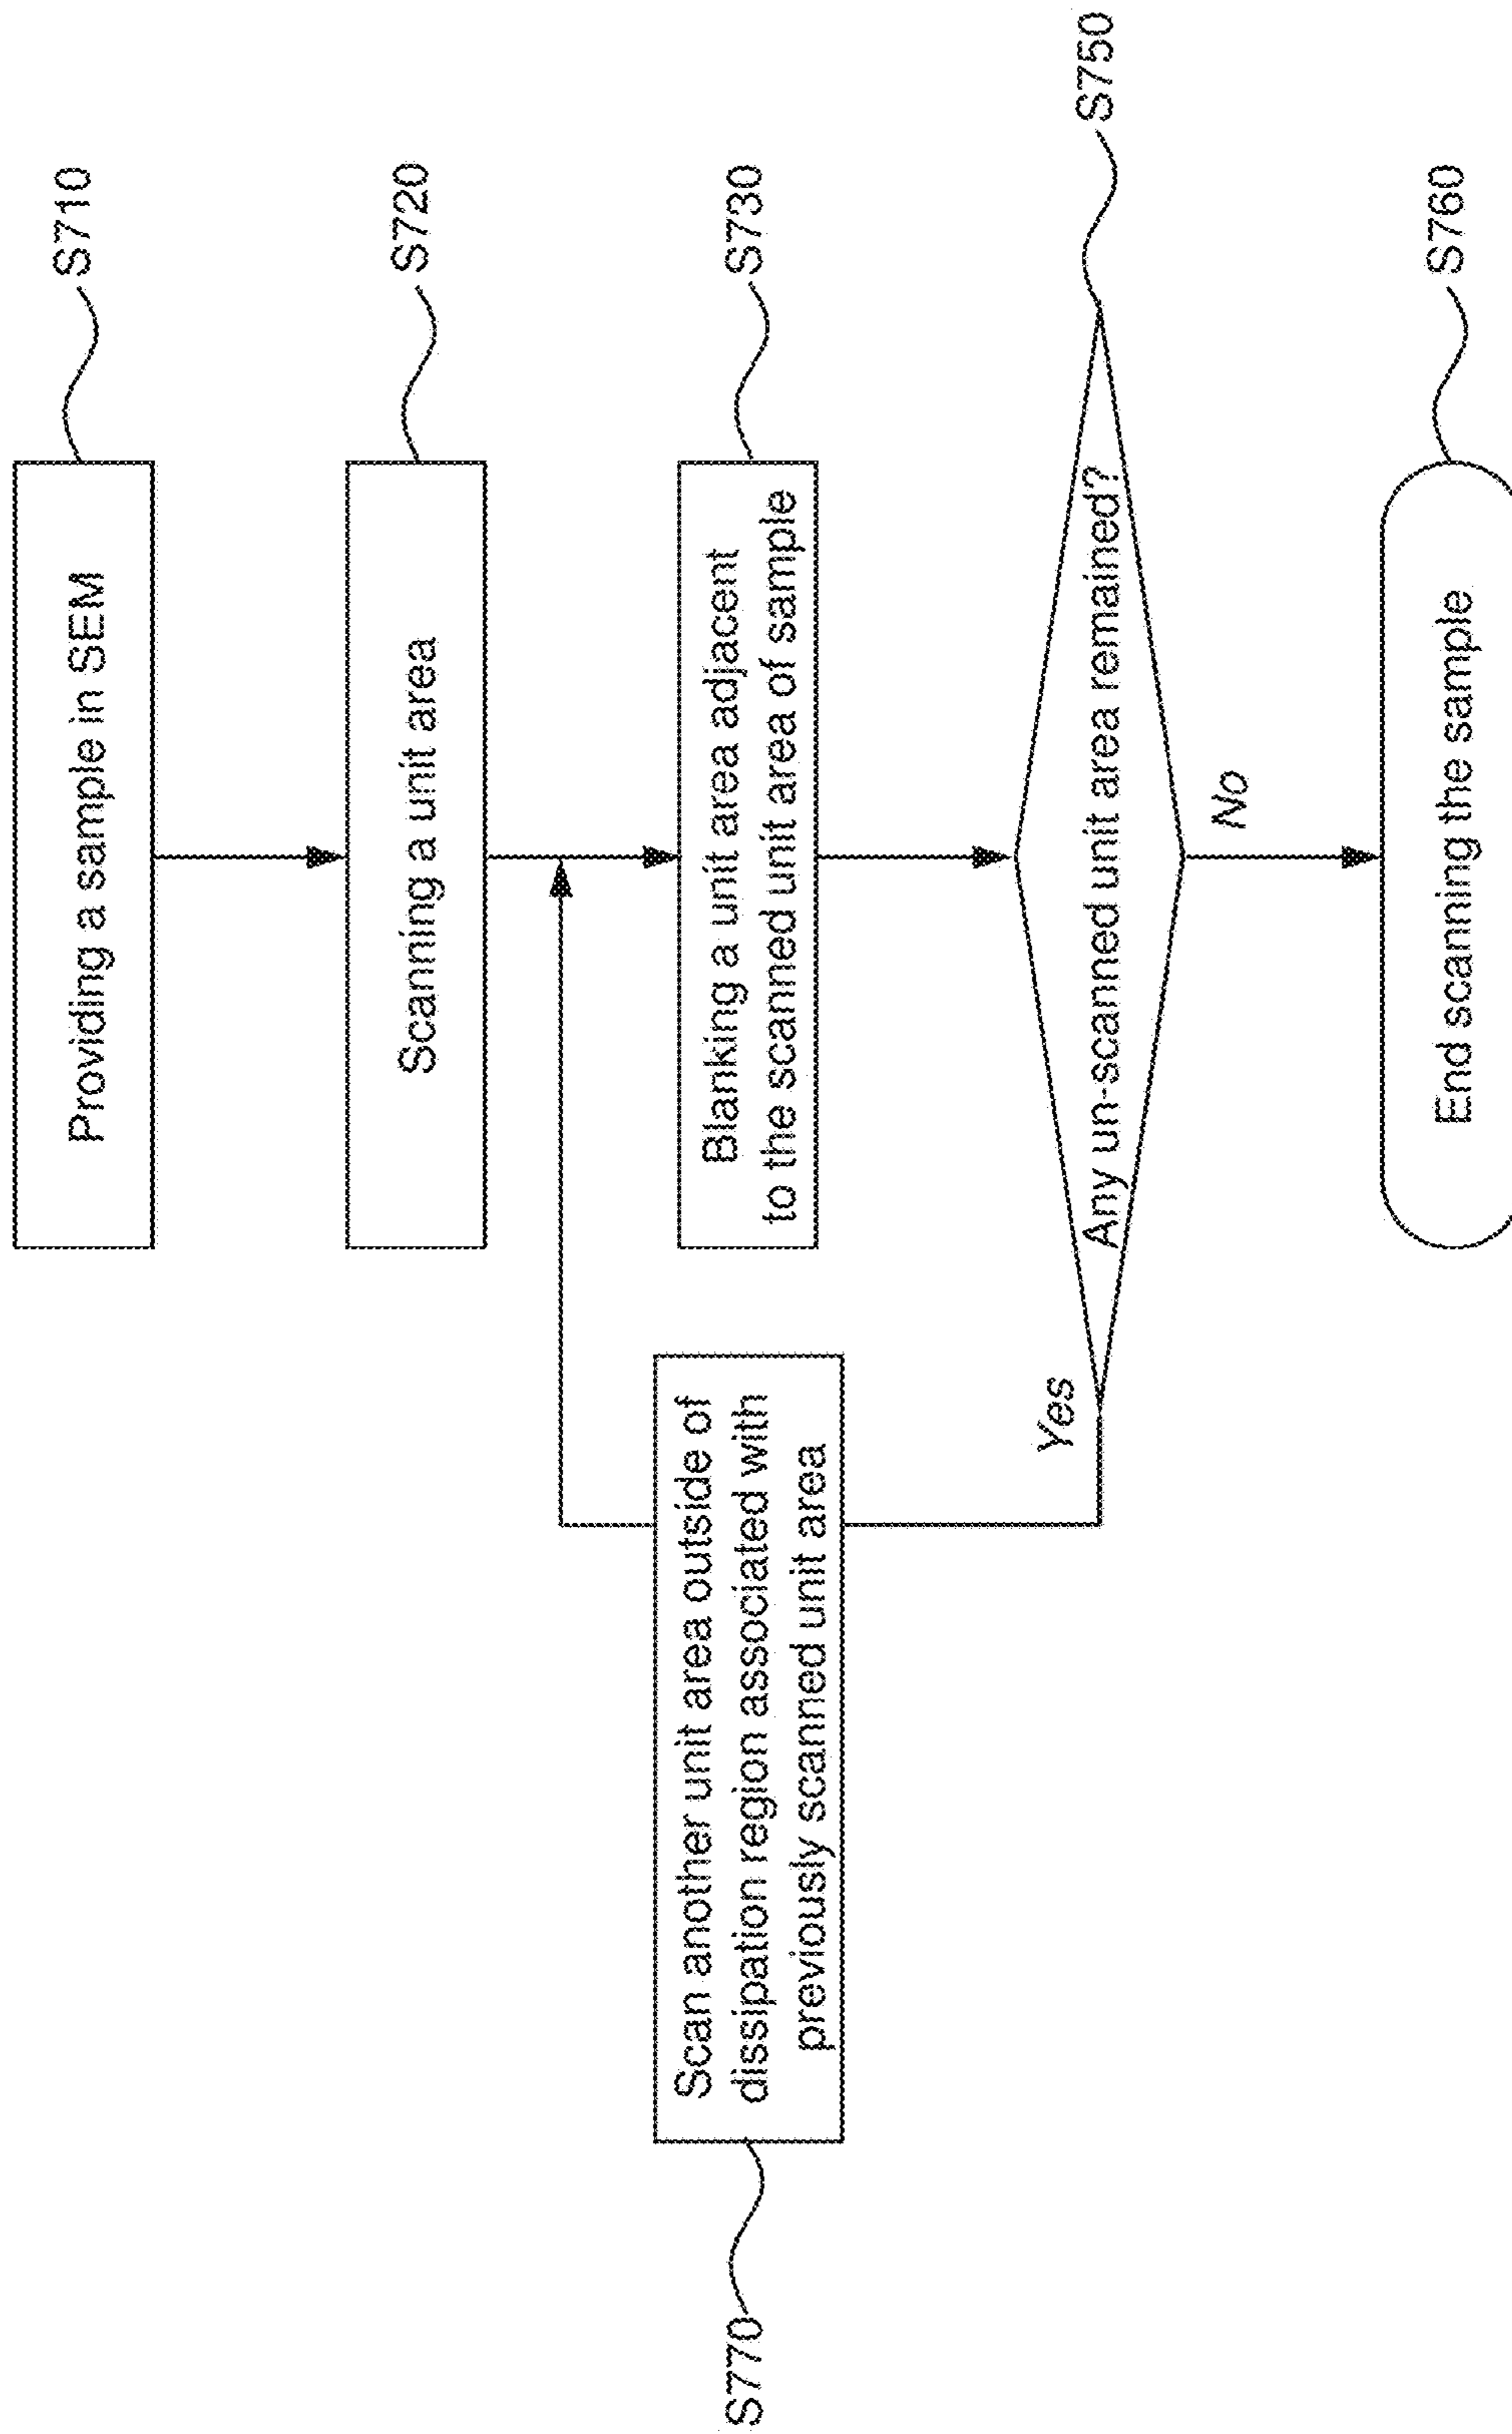 Providing a sample in SEM
S710
Scanning a unit area
S720
Blanking a unit area adjacent
to the scanned unit area of sample
S730
Scan another unit area outside of
dissipation region associated with
previously scanned unit area
S770
Any un-scanned unit area remained?
S750
Yes
No
End scanning the sample
S760